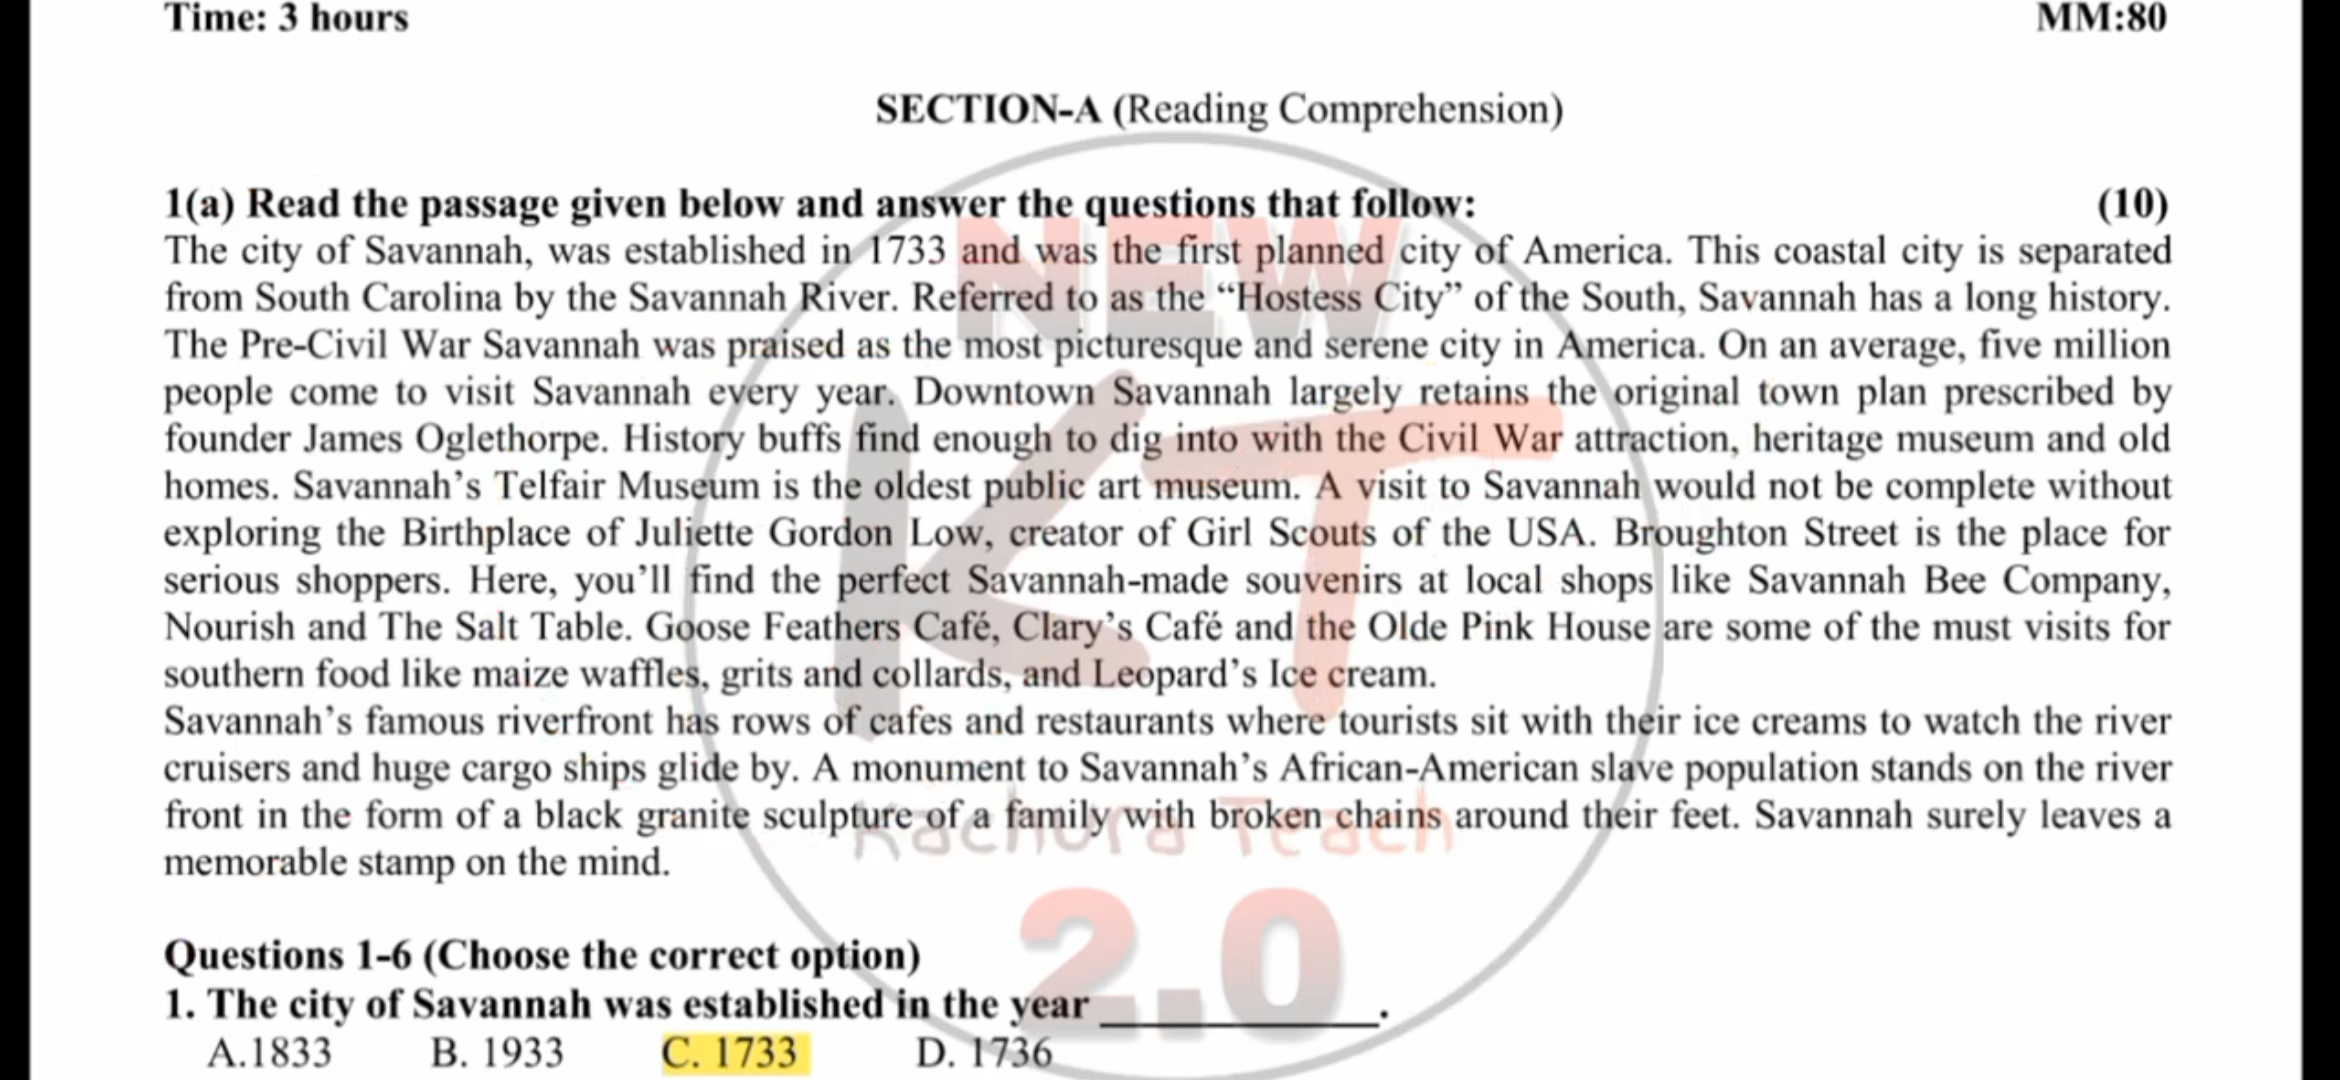 Time: 3 hours MM:80
SECTION-A (Reading Comprehension)
1(a) Read the passage given below and answer the questions that follow: (10)
The city of Savannah, was established in 1733 and was the first planned city of America. This coastal city is separated
from South Carolina by the Savannah River. Referred to as the “Hostess City” of the South, Savannah has a long history.
The Pre-Civil War Savannah was praised as the most picturesque and serene city in America. On an average, five million
people come to visit Savannah every year. Downtown Savannah largely retains the original town plan prescribed by
founder James Oglethorpe. History buffs find enough to dig into with the Civil War attraction, heritage museum and old
homes. Savannah’s Telfair Museum is the oldest public art museum. A visit to Savannah would not be complete without
exploring the Birthplace of Juliette Gordon Low, creator of Girl Scouts of the USA. Broughton Street is the place for
serious shoppers. Here, you’ll find the perfect Savannah-made souvenirs at local shops like Savannah Bee Company,
Nourish and The Salt Table. Goose Feathers Café, Clary’s Café and the Olde Pink House are some of the must visits for
southern food like maize waffles, grits and collards, and Leopard’s Ice cream.
Savannah’s famous riverfront has rows of cafes and restaurants where tourists sit with their ice creams to watch the river
cruisers and huge cargo ships glide by. A monument to Savannah’s African-American slave population stands on the river
front in the form of a black granite sculpture of a family with broken chains around their feet. Savannah surely leaves a
memorable stamp on the mind.
Questions 1-6 (Choose the correct option)
1. The city of Savannah was established in the year ____________.
A.1833 B. 1933 C. 1733 D. 1736
NEW
KT
Kachura Teach
2.0